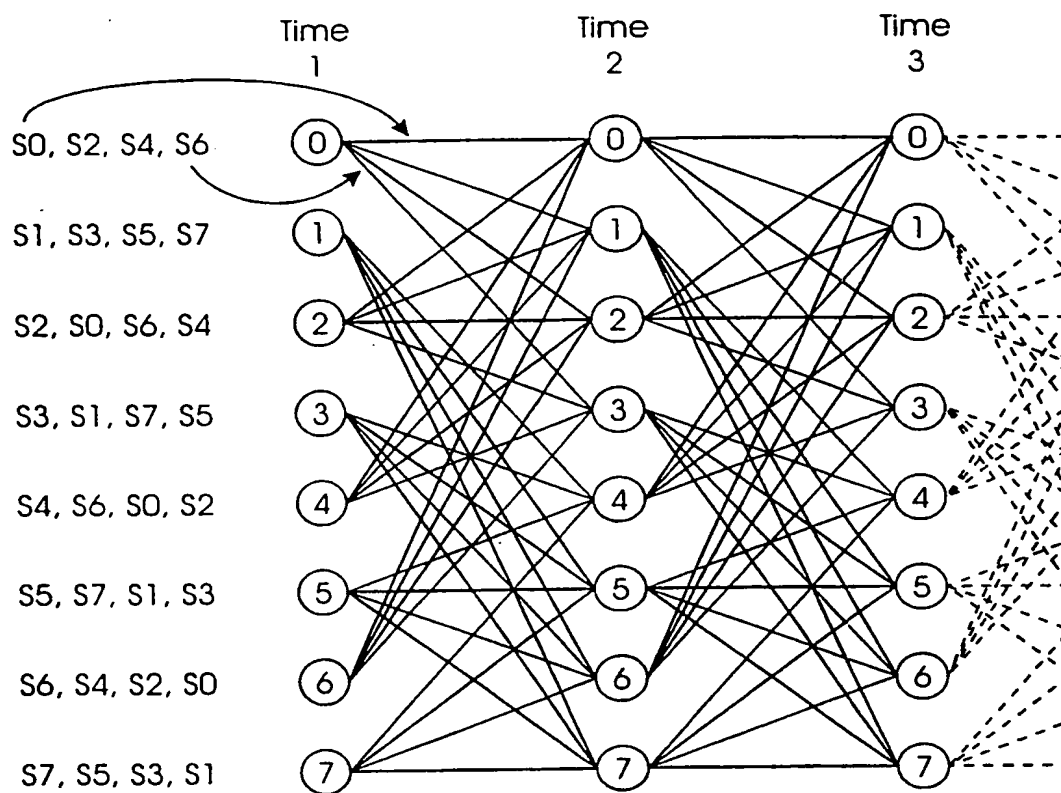 Time Time Time
1 2 3
S0, S2, S4, S6 0 0 0
S1, S3, S5, S7 1 1 1
S2, S0, S6, S4 2 2 2
S3, S1, S7, S5 3 3 3
S4, S6, S0, S2 4 4 4
S5, S7, S1, S3 5 5 5
S6, S4, S2, S0 6 6 6
S7, S5, S3, S1 7 7 7